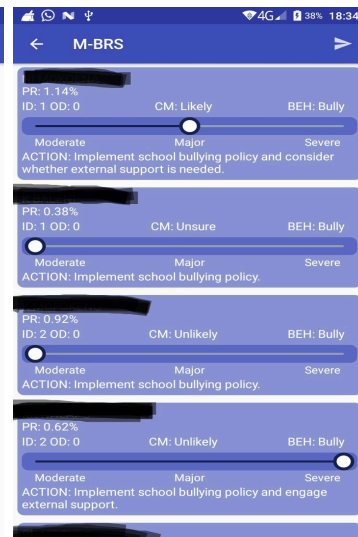 4G 38% 18:34
M-BRS
PR: 1.14%
ID: 1 OD: 0 CM: Likely BEH: Bully
Moderate Major Severe
ACTION: Implement school bullying policy and consider
whether external support is needed.
PR: 0.38%
ID: 1 OD: 0 CM: Unsure BEH: Bully
Moderate Major Severe
ACTION: Implement school bullying policy.
PR: 0.92%
ID: 2 OD: 0 CM: Unlikely BEH: Bully
Moderate Major Severe
ACTION: Implement school bullying policy.
PR: 0.62%
ID: 2 OD: 0 CM: Unlikely BEH: Bully
Moderate Major Severe
ACTION: Implement school bullying policy and engage
external support.